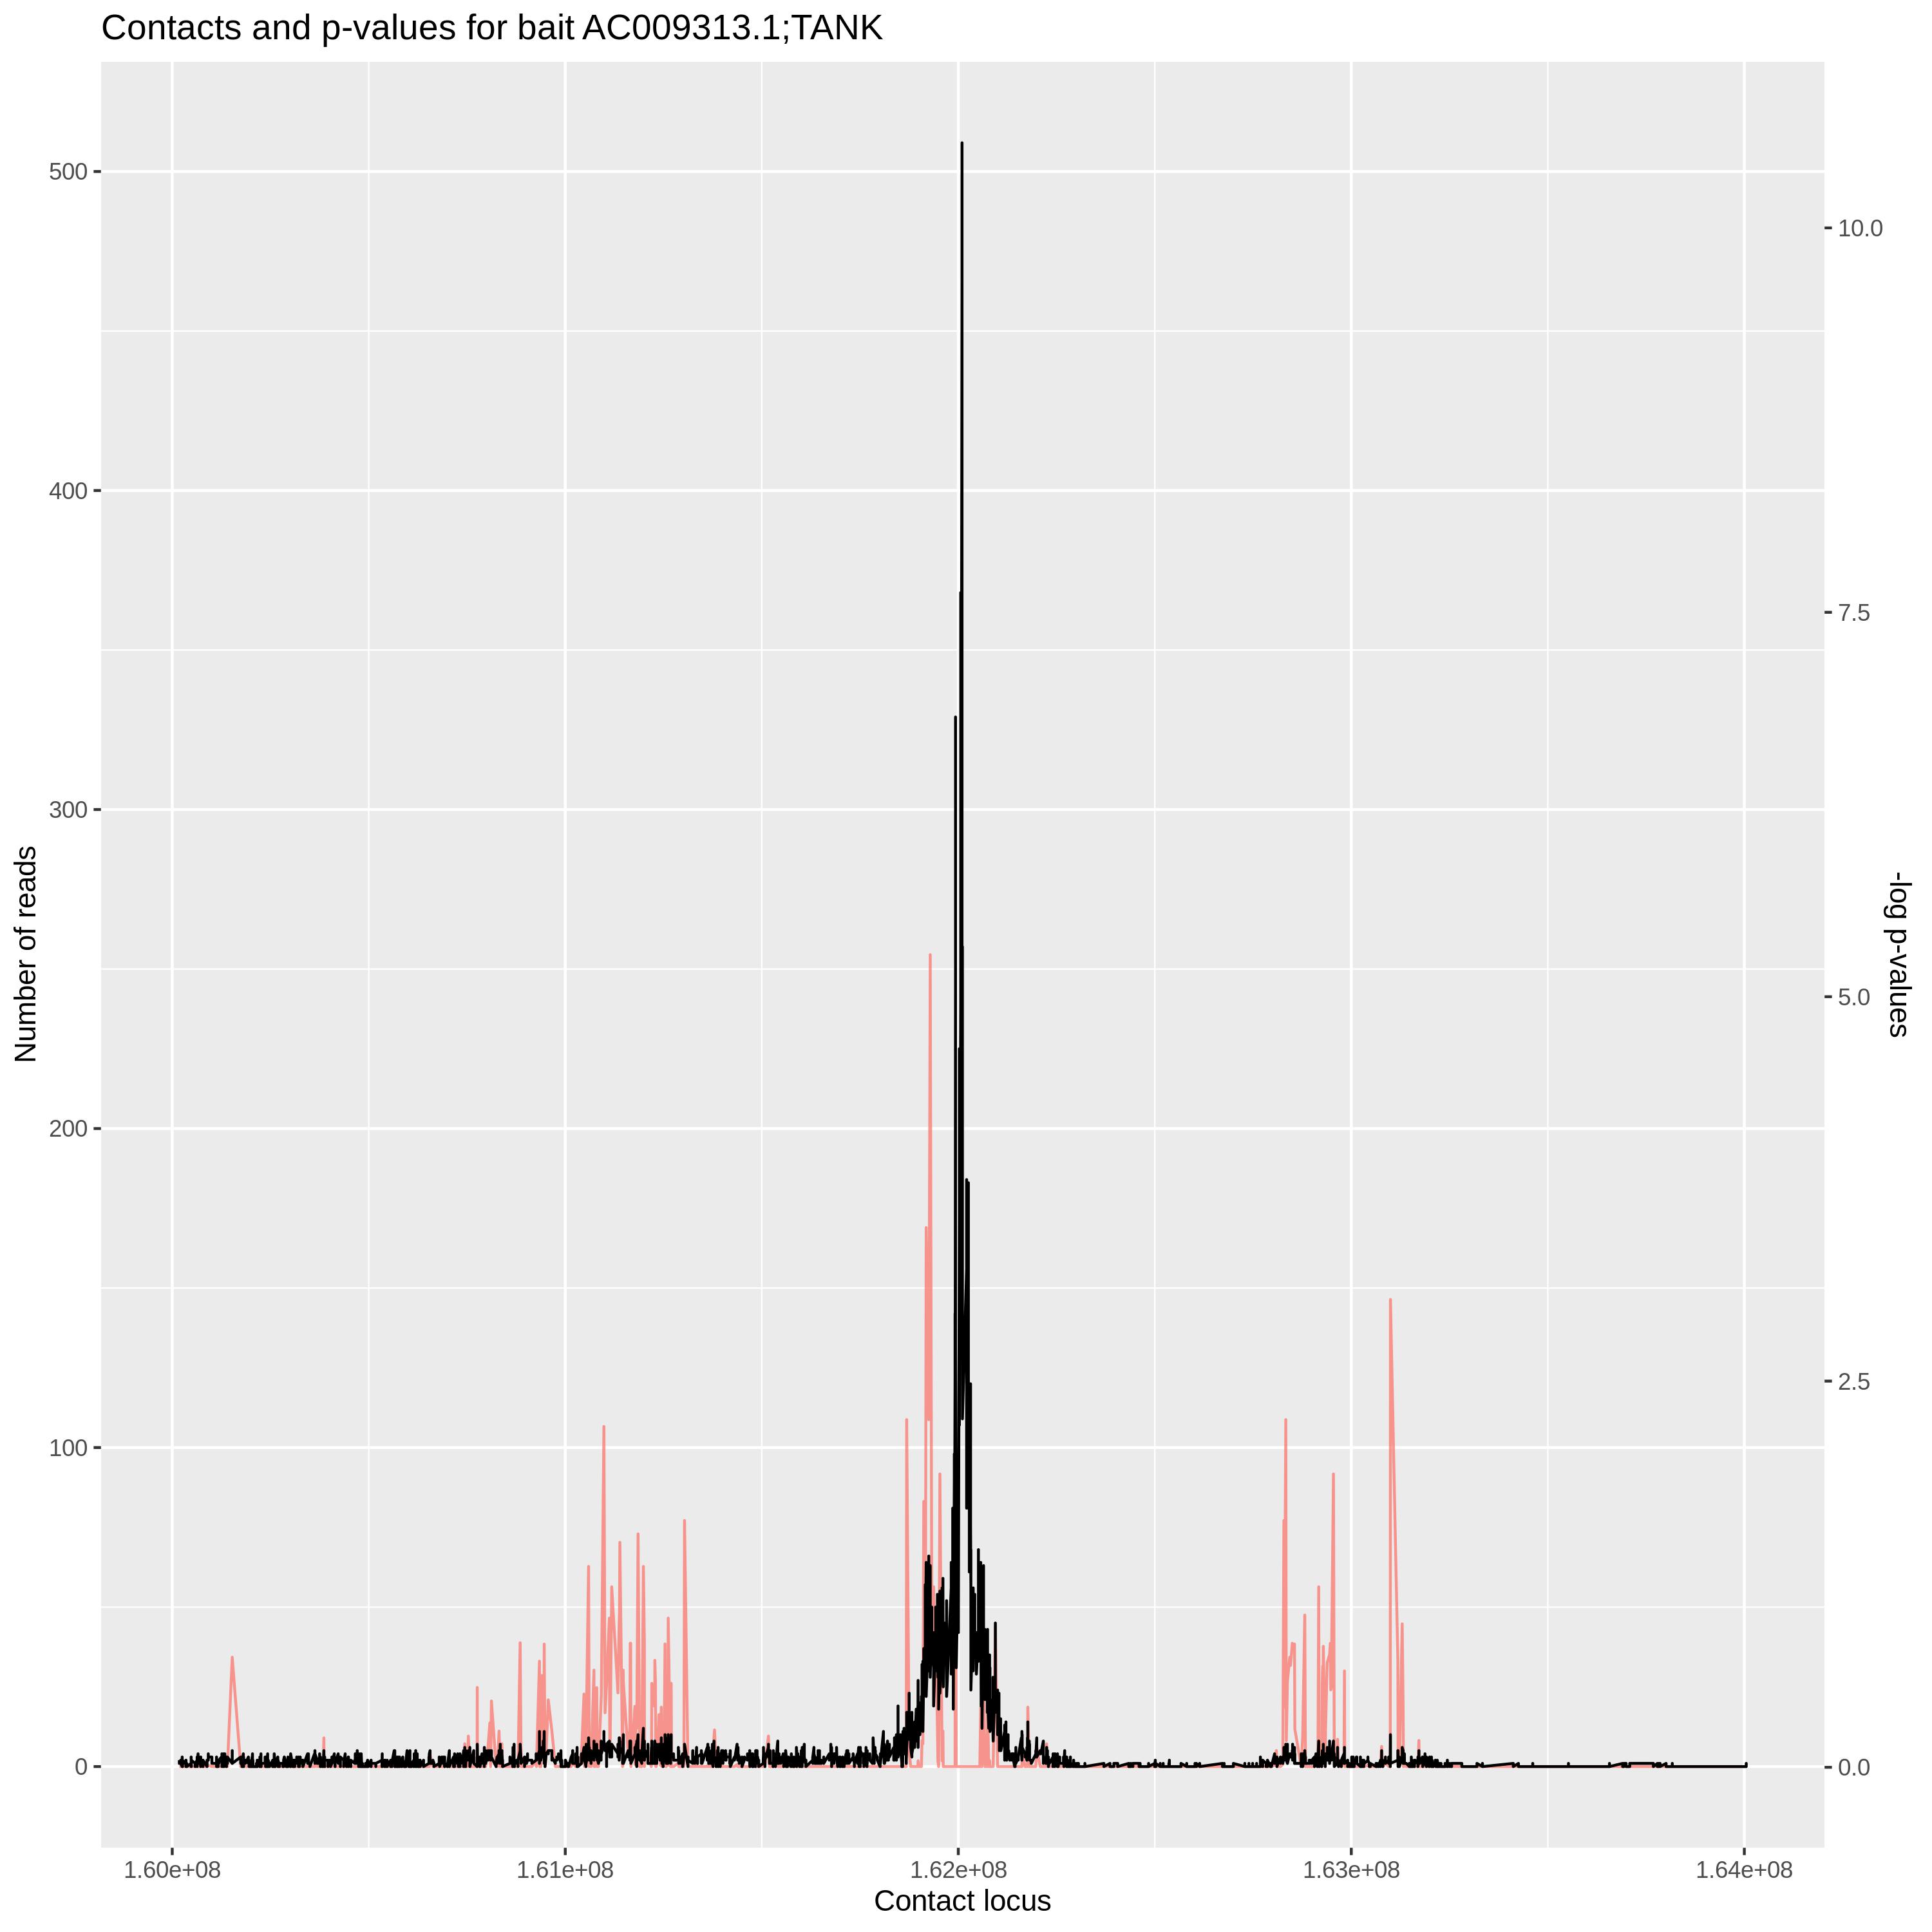 Contacts and p-values for bait AC009313.1;TANK
500
400
300
200
100
0
Number of reads
10.0
7.5
5.0
2.5
0.0
-log p-values
1.60e+08
1.61e+08
1.62e+08
1.63e+08
1.64e+08
Contact locus